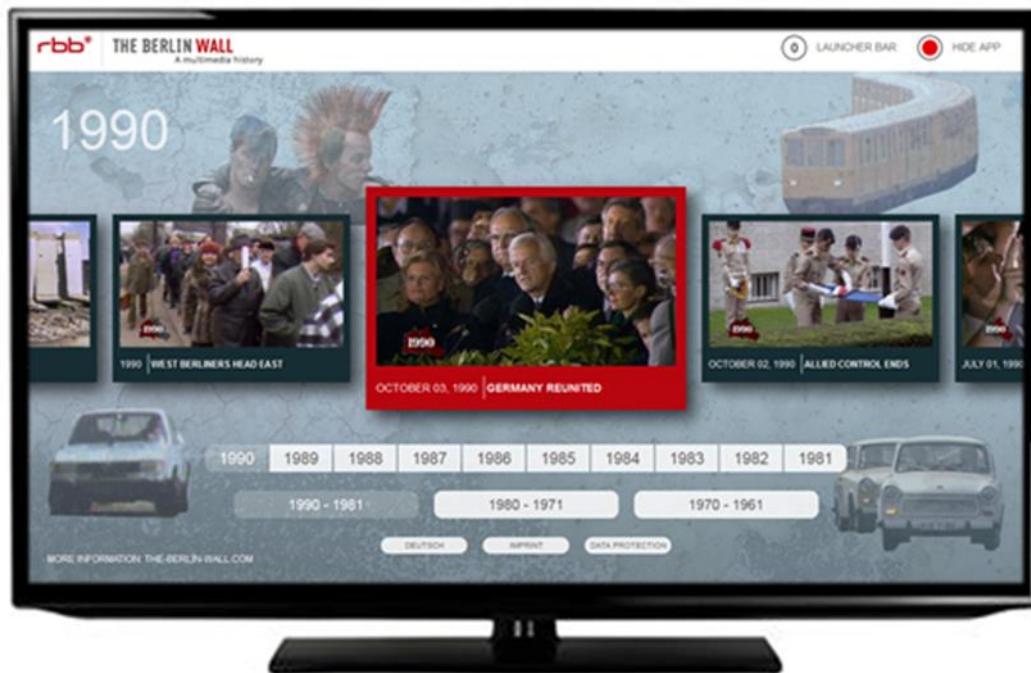 rbb* THE BERLIN WALL
A multimedia history
0 LAUNCHER BAR HIDE APP
1990
1990
1990
1990
1990
1990 WEST BERLINERS HEAD EAST
OCTOBER 03, 1990 GERMANY REUNITED
OCTOBER 02, 1990 ALLIED CONTROL ENDS
JULY 01, 1990
1990 1989 1988 1987 1986 1985 1984 1983 1982 1981
1990 - 1981 1980 - 1971 1970 - 1961
DEUTSCH IMPRINT DATA PROTECTION
MORE INFORMATION: THE-BERLIN-WALL.COM